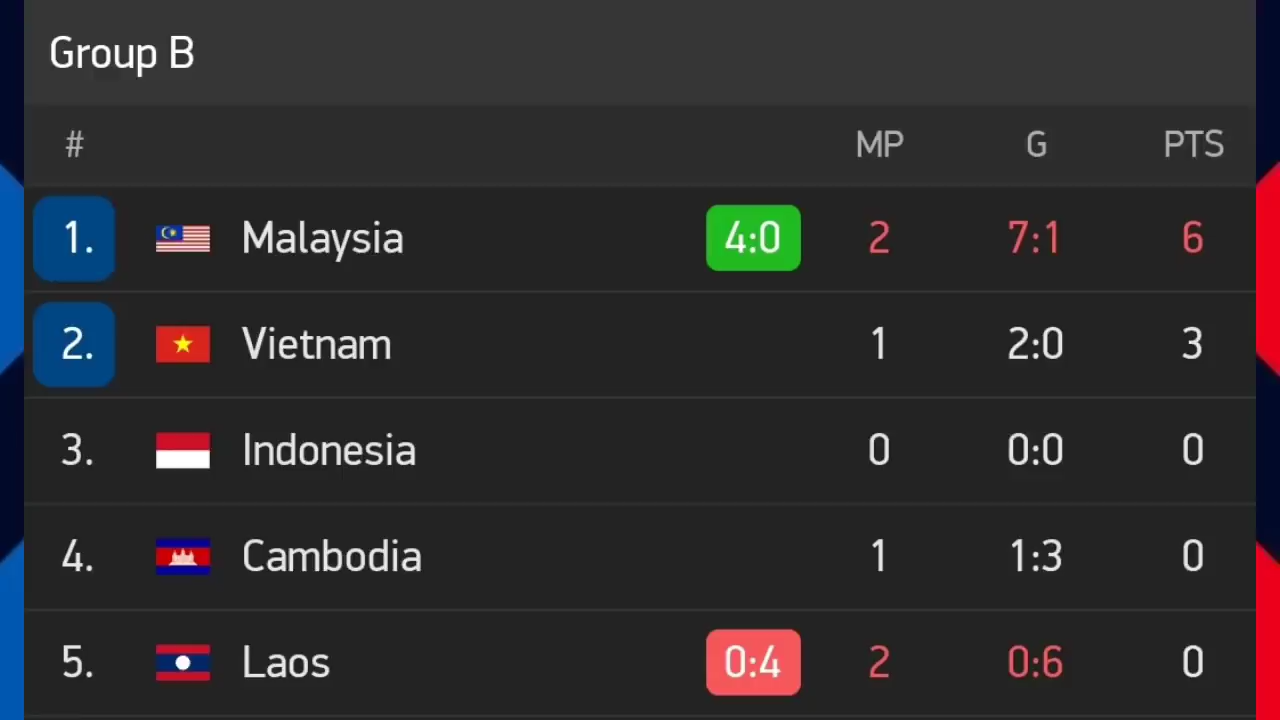 Group B
# MP G PTS
1. Malaysia 4:0 2 7:1 6
2. Vietnam 1 2:0 3
3. Indonesia 0 0:0 0
4. Cambodia 1 1:3 0
5. Laos 0:4 2 0:6 0